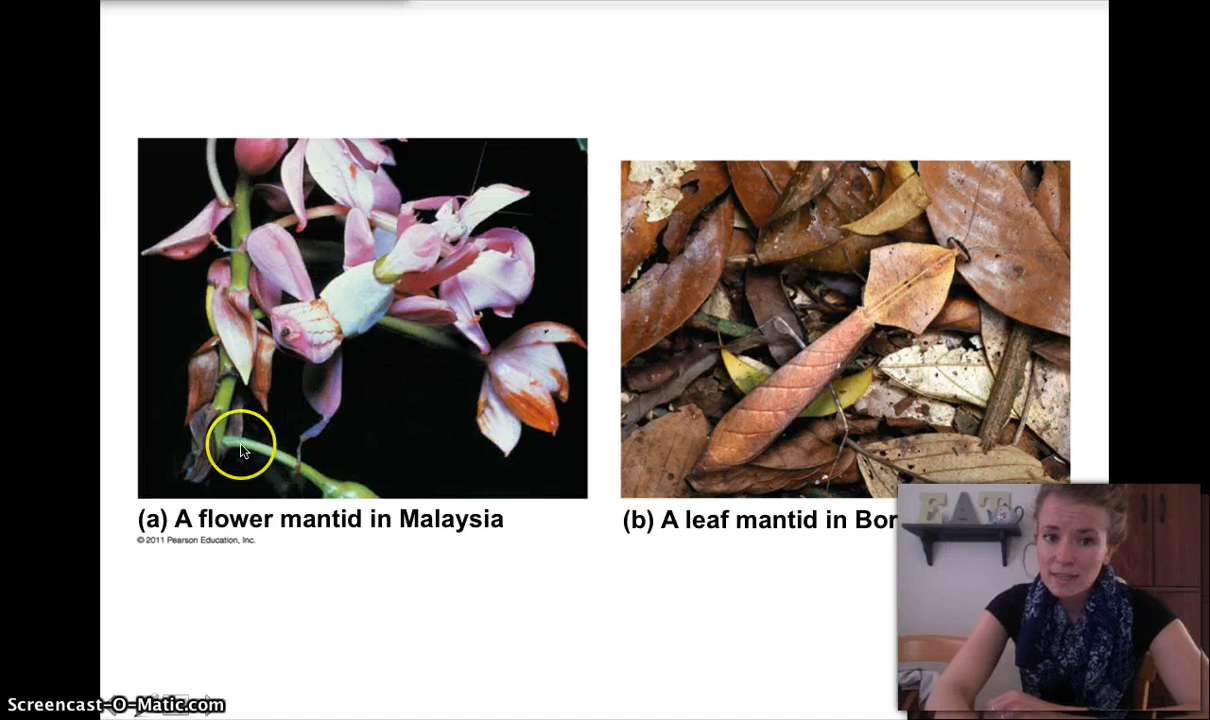 (a) A flower mantid in Malaysia
© 2011 Pearson Education, Inc.
(b) A leaf mantid in Bor
EAT
Screencast-O-Matic.com